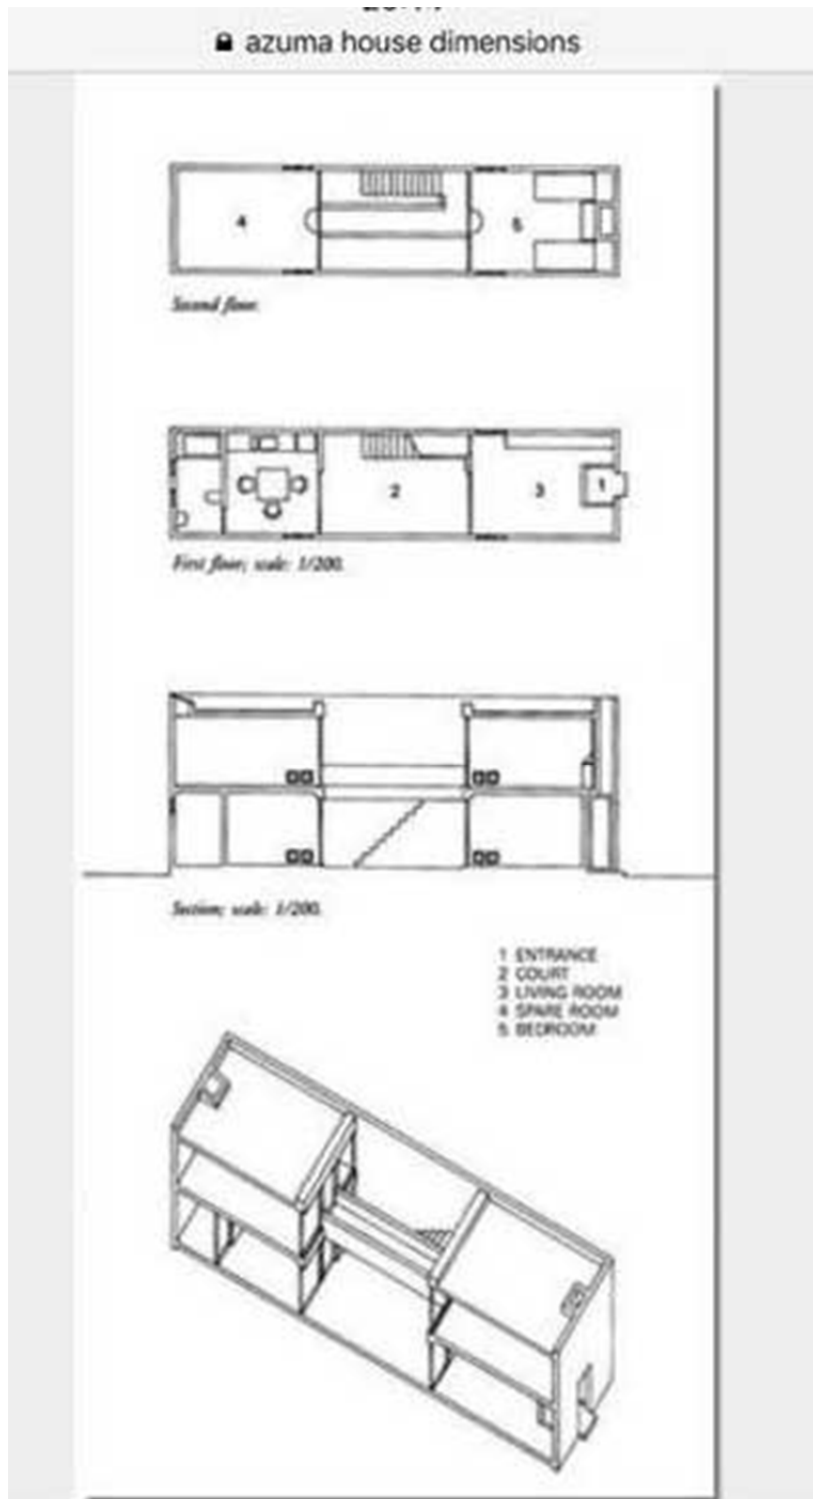 azuma house dimensions
4
5
Second floor.
2
3
1
First floor; scale: 1/200.
Section; scale: 1/200.
1 ENTRANCE
2 COURT
3 LIVING ROOM
4 SPARE ROOM
5 BEDROOM